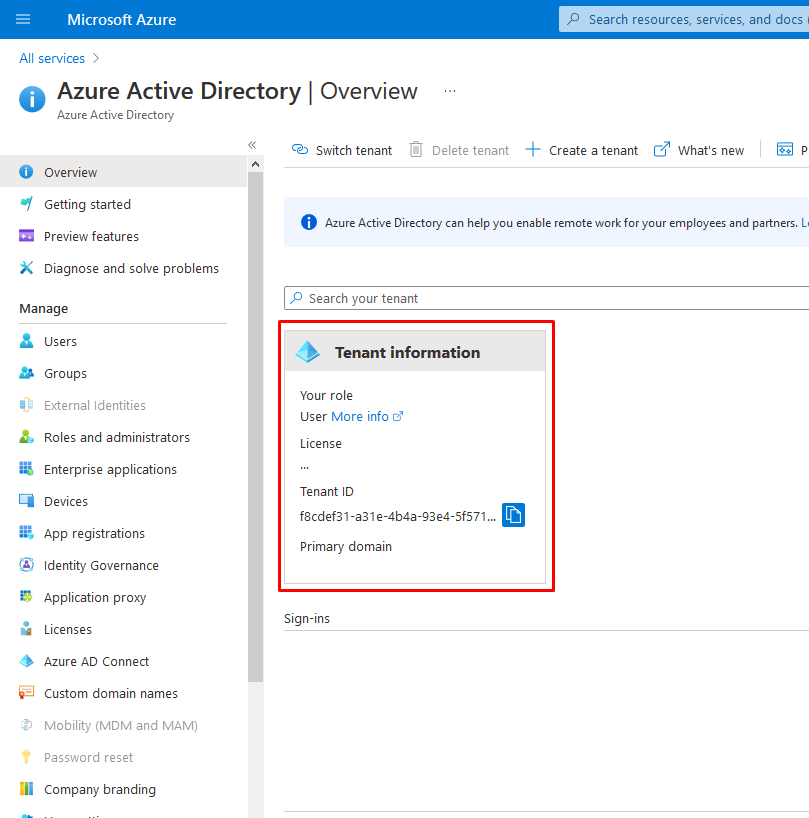 Microsoft Azure
Search resources, services, and docs
All services
Azure Active Directory | Overview ...
Azure Active Directory
Switch tenant Delete tenant Create a tenant What's new
Overview
Getting started
Preview features
Diagnose and solve problems
Manage
Users
Groups
External Identities
Roles and administrators
Enterprise applications
Devices
App registrations
Identity Governance
Application proxy
Licenses
Azure AD Connect
Custom domain names
Mobility (MDM and MAM)
Password reset
Company branding
Azure Active Directory can help you enable remote work for your employees and partners.
Search your tenant
Tenant information
Your role
User More info
License
...
Tenant ID
f8cdef31-a31e-4b4a-93e4-5f571...
Primary domain
Sign-ins